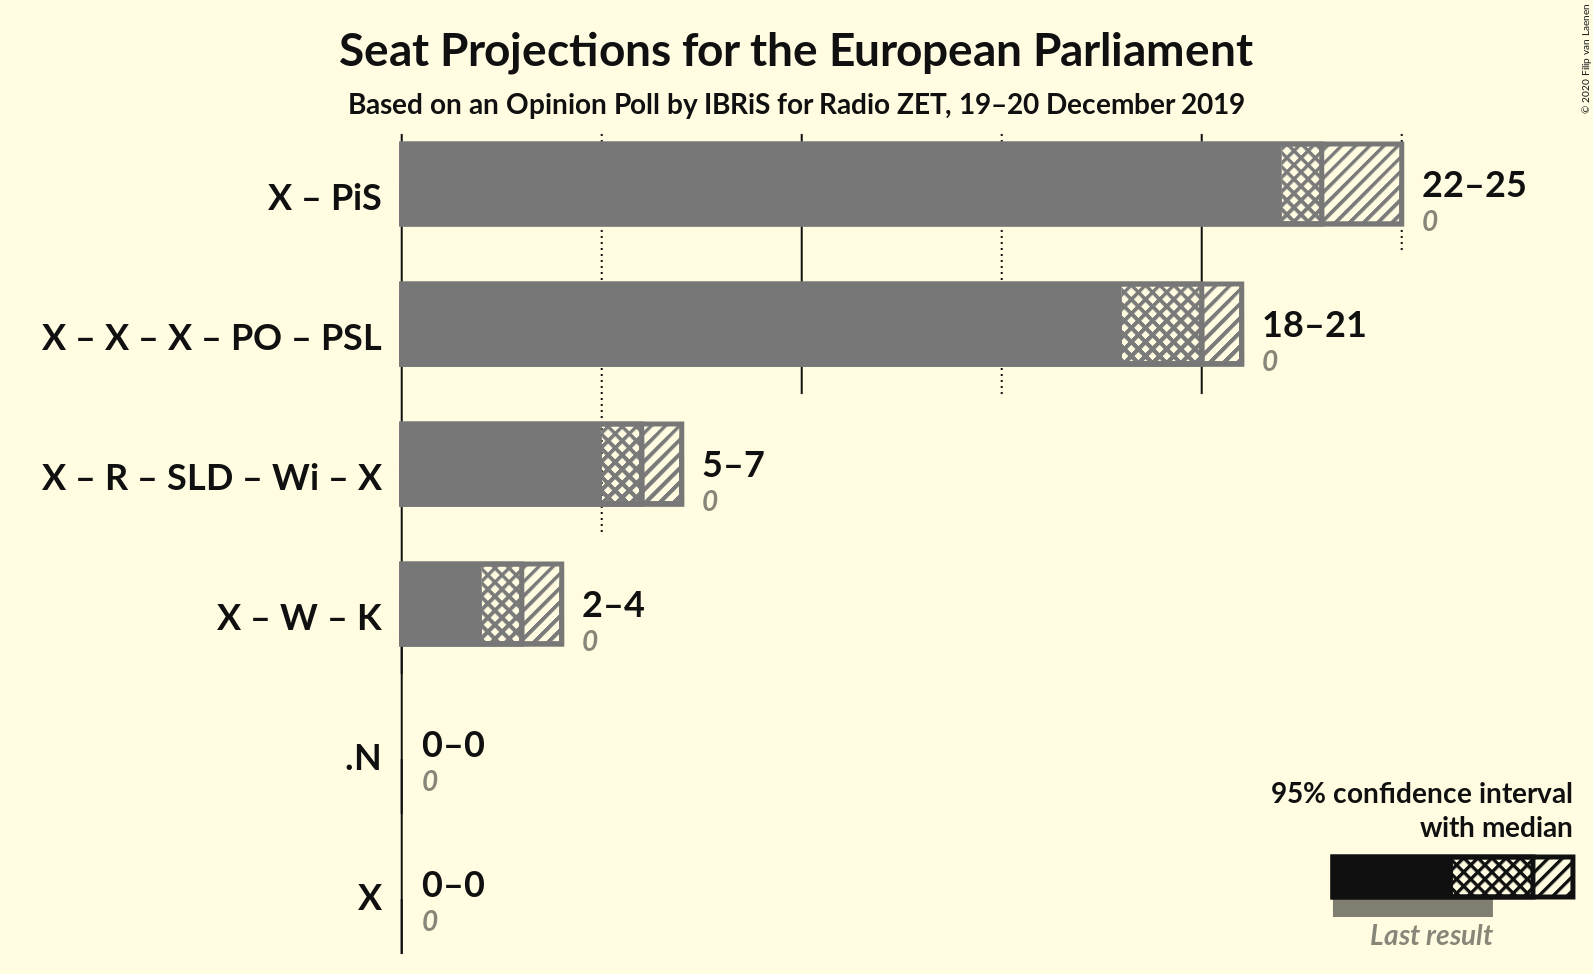 Seat Projections for the European Parliament
Based on an Opinion Poll by IBRiS for Radio ZET, 19–20 December 2019
© 2020 Filip van Laenen
X – PiS
22–25
0
X – X – X – PO – PSL
18–21
0
X – R – SLD – Wi – X
5–7
0
X – W – K
2–4
0
.N
0–0
0
X
0–0
0
95% confidence interval
with median
Last result